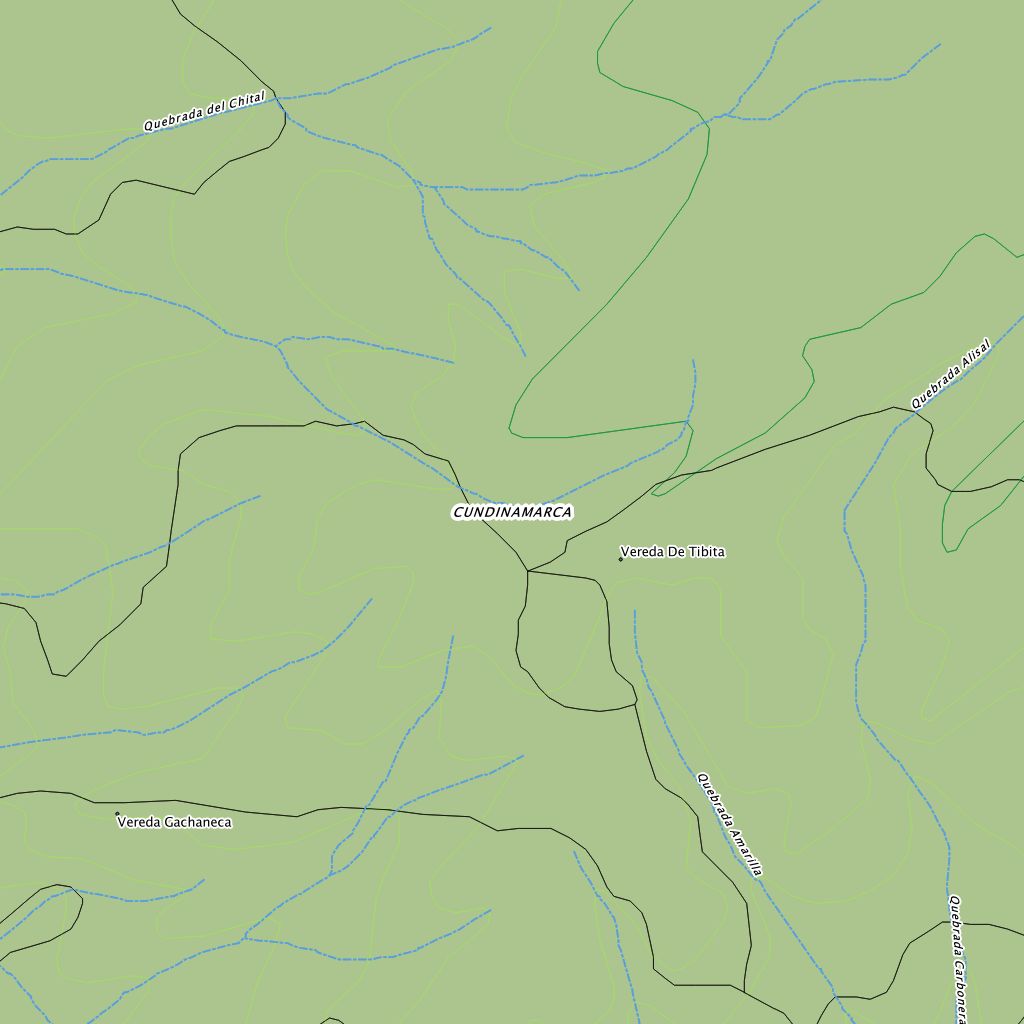 Quebrada del Chital
Quebrada Alisal
CUNDINAMARCA
Vereda De Tibita
Quebrada Amarilla
Vereda Gachaneca
Quebrada Carbonera